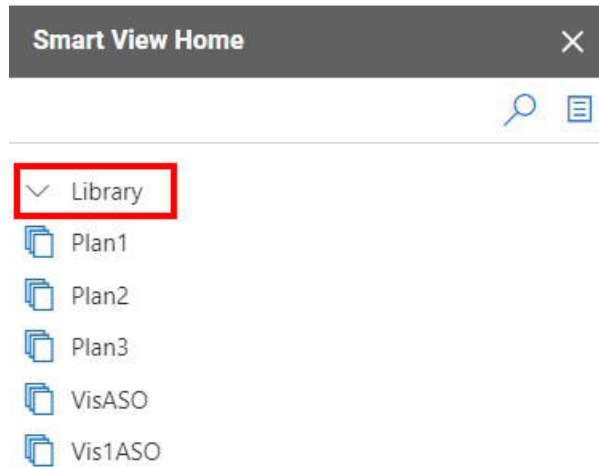 Smart View Home
Library
Plan1
Plan2
Plan3
VisASO
Vis1ASO